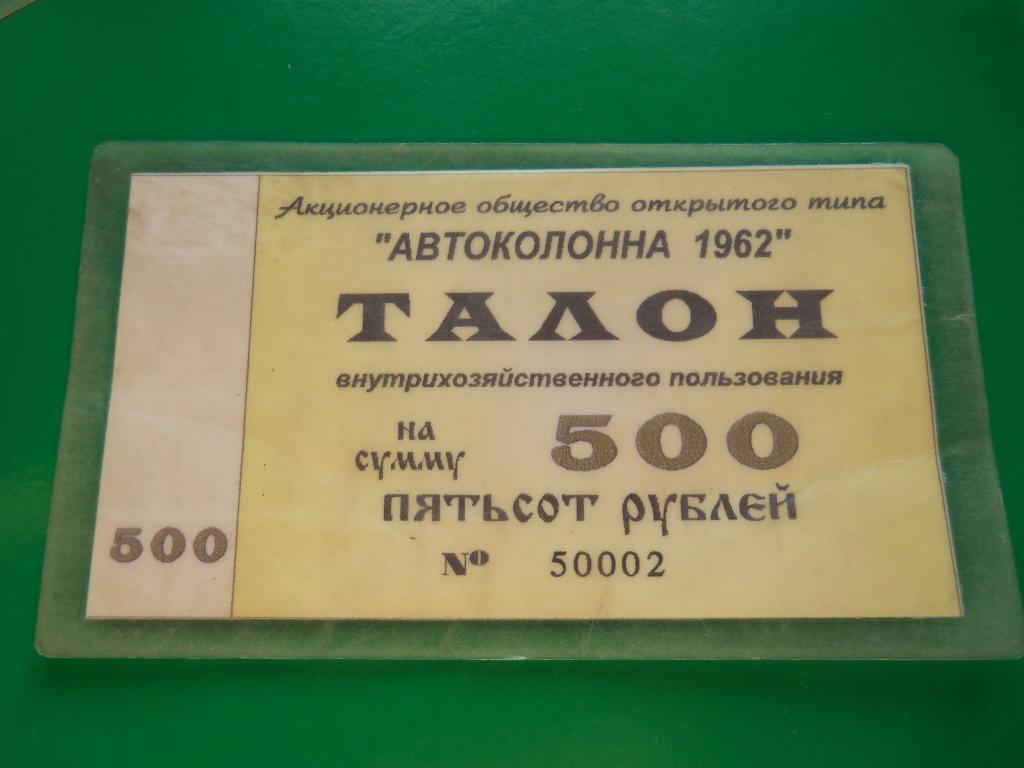 Акционерное общество открытого типа
"АВТОКОЛОННА 1962"
ТАЛОН
внутрихозяйственного пользования
на 500
сумму
пятьсот рублей
500 № 50002